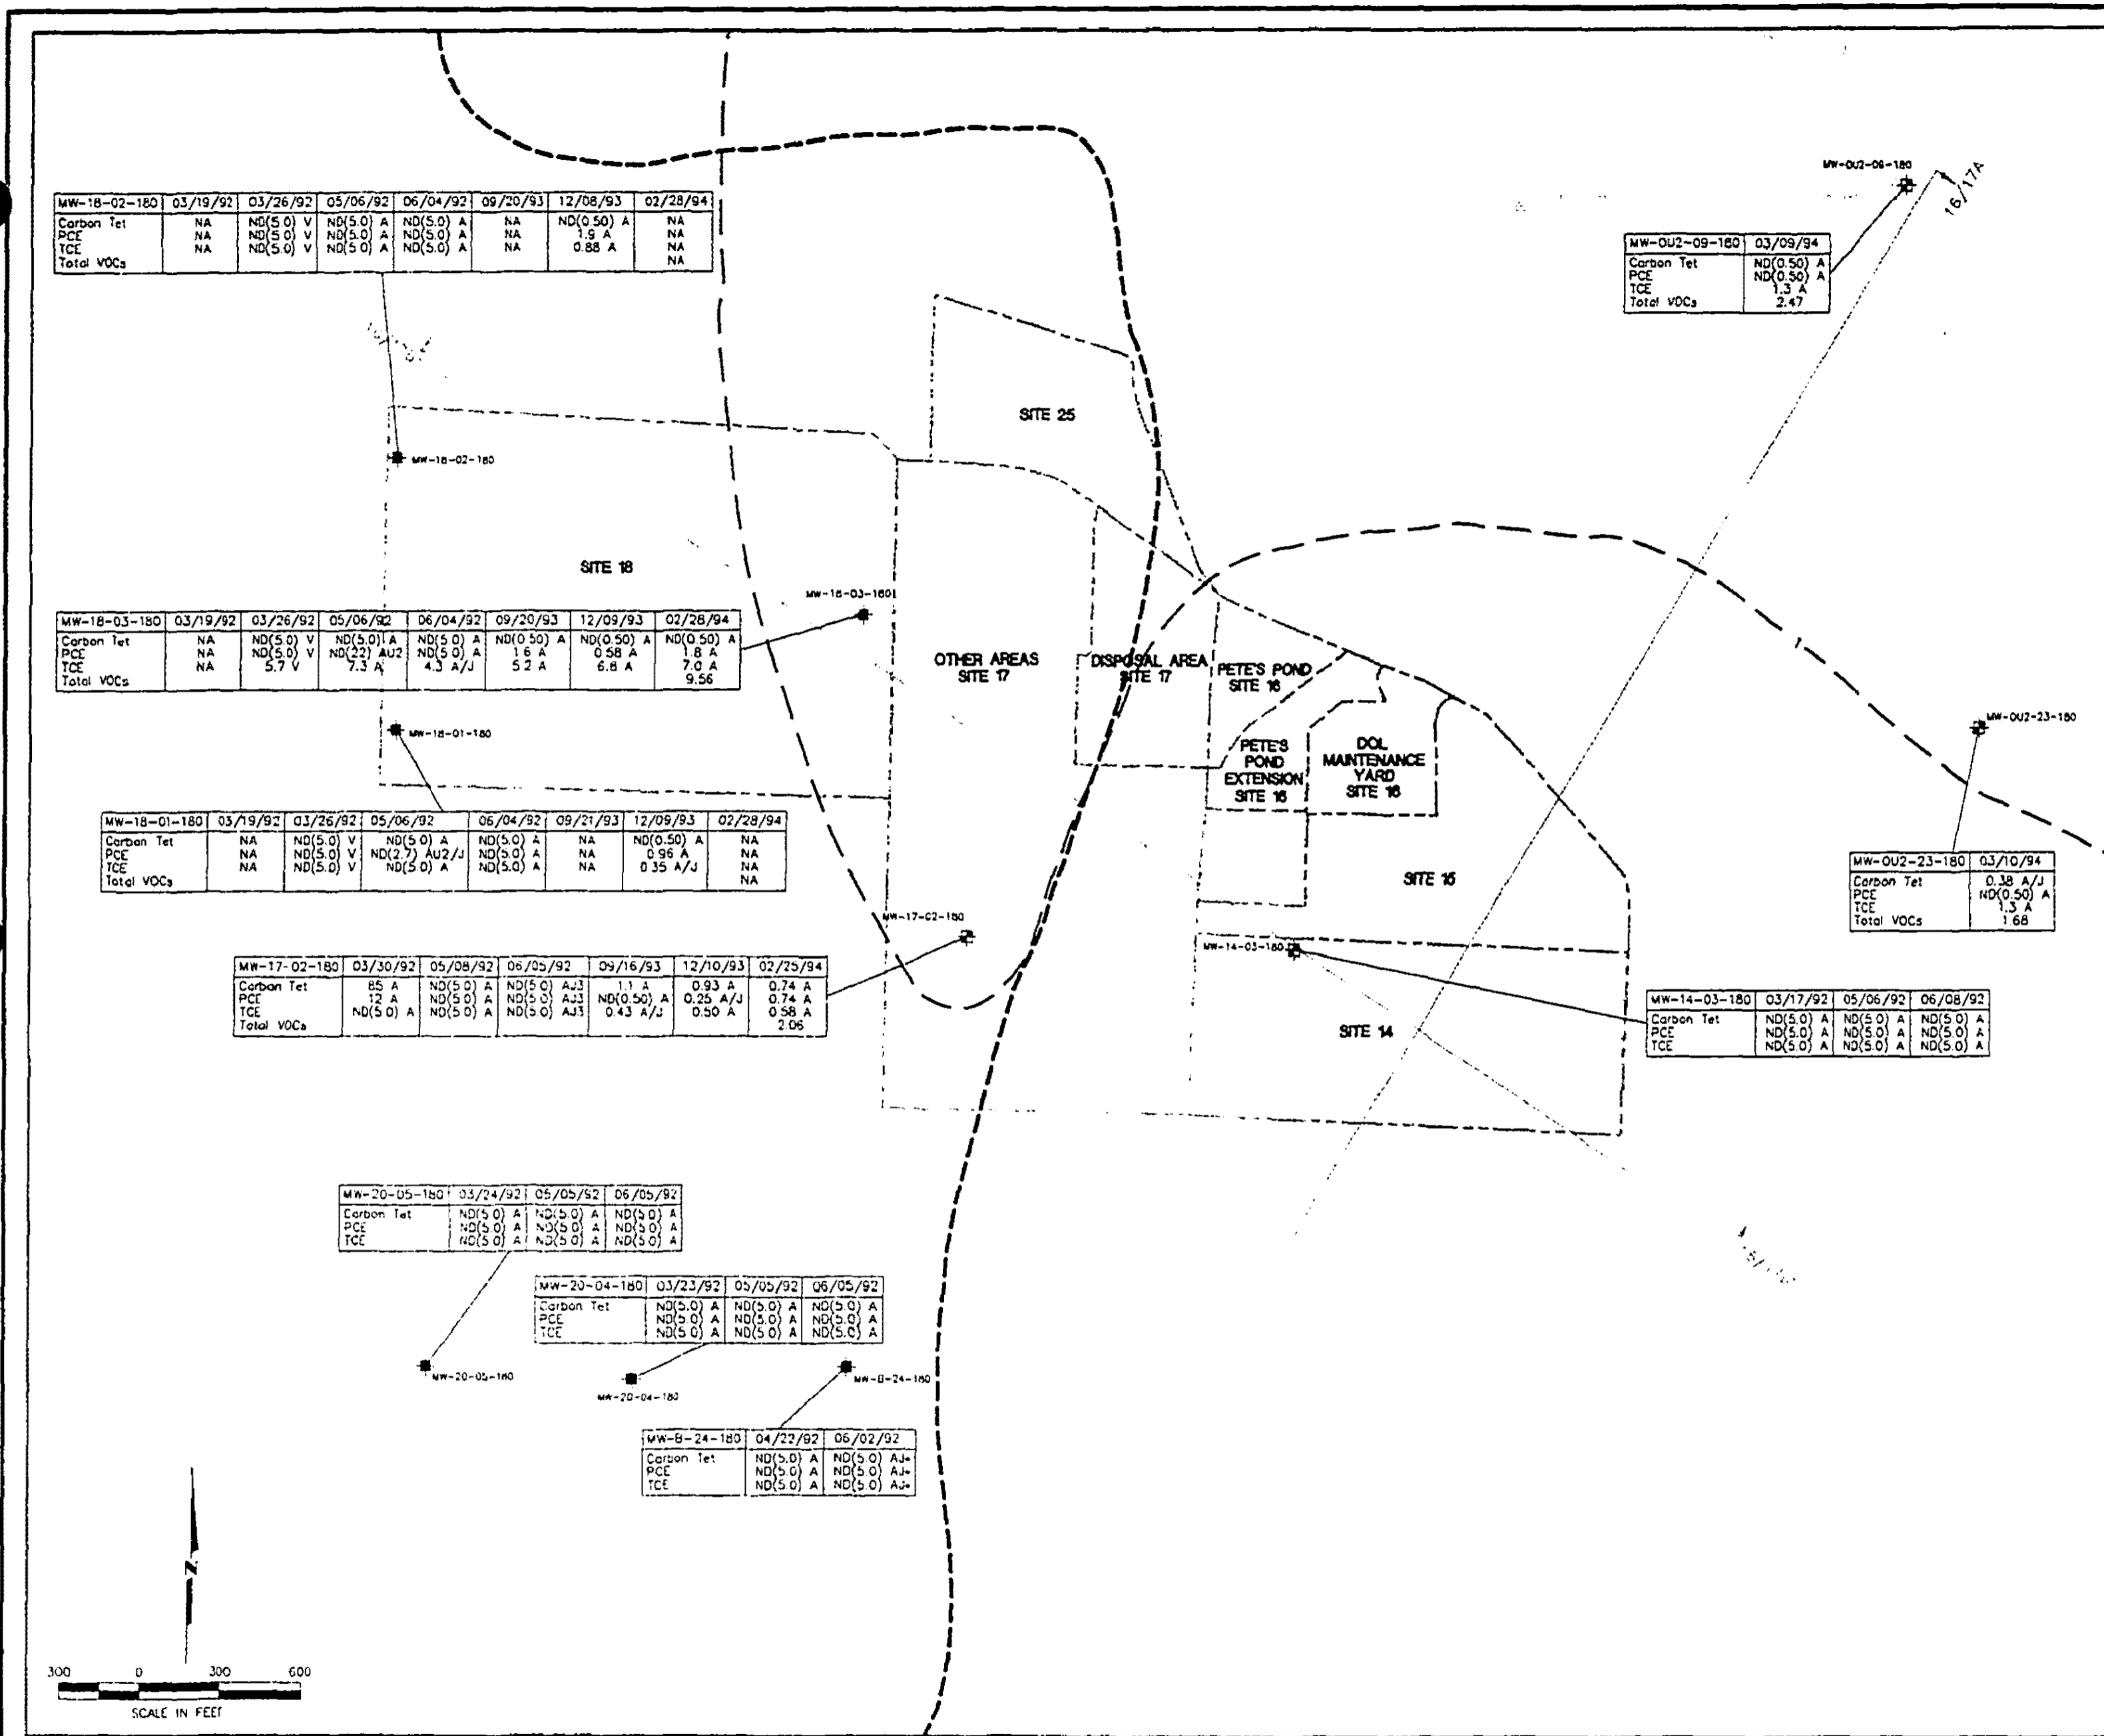 MW-OU2-09-180
16/17A
MW-18-02-180 03/19/92 03/26/92 05/06/92 06/04/92 09/20/93 12/08/93 02/28/94
Carbon Tet NA ND(5.0) V ND(5.0) A ND(5.0) A NA ND(0.50) A NA
PCE NA ND(5.0) V ND(5.0) A ND(5.0) A NA 1.9 A NA
TCE NA ND(5.0) V ND(5.0) A ND(5.0) A NA 0.88 A NA
Total VOCs NA
MW-OU2-09-180 03/09/94
Carbon Tet ND(0.50) A
PCE ND(0.50) A
TCE 1.3 A
Total VOCs 2.47
SITE 25
MW-18-02-180
SITE 18
MW-18-03-180
MW-18-03-180 03/19/92 03/26/92 05/06/92 06/04/92 09/20/93 12/09/93 02/28/94
Carbon Tet NA ND(5.0) V ND(5.0) A ND(5.0) A ND(0.50) A ND(0.50) A ND(0.50) A
PCE NA ND(5.0) V ND(22) AU2 ND(5.0) A 1.6 A 0.58 A 1.8 A
TCE NA 5.7 V 7.3 A 4.3 A/J 5.2 A 6.8 A 7.0 A
Total VOCs 9.56
OTHER AREAS
SITE 17
DISPOSAL AREA
SITE 17
PETE'S POND
SITE 16
MW-18-01-180
MW-OU2-23-180
PETE'S
POND
EXTENSION
SITE 16
DOL
MAINTENANCE
YARD
SITE 16
MW-18-01-180 03/19/92 03/26/92 05/06/92 06/04/92 09/21/93 12/09/93 02/28/94
Carbon Tet NA ND(5.0) V ND(5.0) A ND(5.0) A NA ND(0.50) A NA
PCE NA ND(5.0) V ND(2.7) AU2/J ND(5.0) A NA 0.96 A NA
TCE NA ND(5.0) V ND(5.0) A ND(5.0) A NA 0.35 A/J NA
Total VOCs NA
SITE 15
MW-OU2-23-180 03/10/94
Carbon Tet 0.38 A/J
PCE ND(0.50) A
TCE 1.3 A
Total VOCs 1.68
MW-17-02-180
MW-14-03-180
MW-17-02-180 03/30/92 05/08/92 06/05/92 09/16/93 12/10/93 02/25/94
Carbon Tet 85 A ND(5.0) A ND(5.0) AJ3 1.1 A 0.93 A 0.74 A
PCE 12 A ND(5.0) A ND(5.0) AJ3 ND(0.50) A 0.25 A/J 0.74 A
TCE ND(5.0) A ND(5.0) A ND(5.0) AJ3 0.43 A/J 0.50 A 0.58 A
Total VOCs 2.06
MW-14-03-180 03/17/92 05/06/92 06/08/92
Carbon Tet ND(5.0) A ND(5.0) A ND(5.0) A
PCE ND(5.0) A ND(5.0) A ND(5.0) A
TCE ND(5.0) A ND(5.0) A ND(5.0) A
SITE 14
MW-20-05-180 03/24/92 05/05/92 06/05/92
Carbon Tet ND(5.0) A ND(5.0) A ND(5.0) A
PCE ND(5.0) A ND(5.0) A ND(5.0) A
TCE ND(5.0) A ND(5.0) A ND(5.0) A
MW-20-04-180 03/23/92 05/05/92 06/05/92
Carbon Tet ND(5.0) A ND(5.0) A ND(5.0) A
PCE ND(5.0) A ND(5.0) A ND(5.0) A
TCE ND(5.0) A ND(5.0) A ND(5.0) A
MW-20-05-180
MW-20-04-180
MW-B-24-180
MW-B-24-180 04/22/92 06/02/92
Carbon Tet ND(5.0) A ND(5.0) AJ+
PCE ND(5.0) A ND(5.0) AJ+
TCE ND(5.0) A ND(5.0) AJ+
N
300 0 300 600
SCALE IN FEET